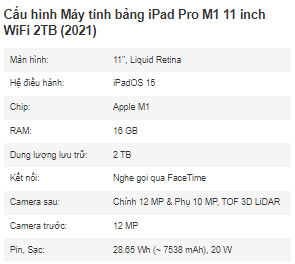 Cấu hình Máy tính bảng iPad Pro M1 11 inch
WiFi 2TB (2021)
Màn hình: 11", Liquid Retina
Hệ điều hành: iPadOS 15
Chip: Apple M1
RAM: 16 GB
Dung lượng lưu trữ: 2 TB
Kết nối: Nghe gọi qua FaceTime
Camera sau: Chính 12 MP & Phụ 10 MP, TOF 3D LiDAR
Camera trước: 12 MP
Pin, Sạc: 28.65 Wh (~ 7538 mAh), 20 W